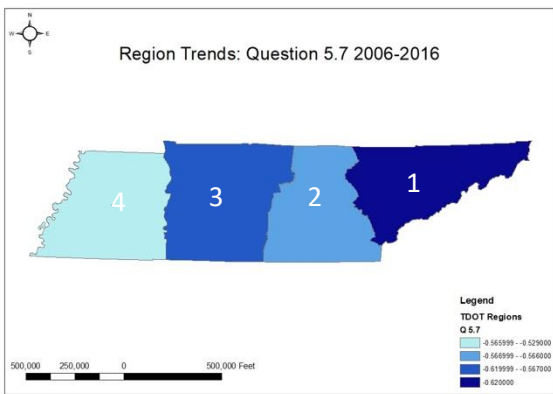 N
W E
S
Region Trends: Question 5.7 2006-2016
4 3 2 1
Legend
TDOT Regions
Q 5.7
-0.565999 - -0.529000
-0.566999 - -0.566000
-0.619999 - -0.567000
-0.620000
500,000 250,000 0 500,000 Feet